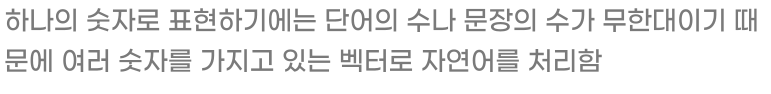 하나의 숫자로 표현하기에는 단어의 수나 문장의 수가 무한대이기 때
문에 여러 숫자를 가지고 있는 벡터로 자연어를 처리함